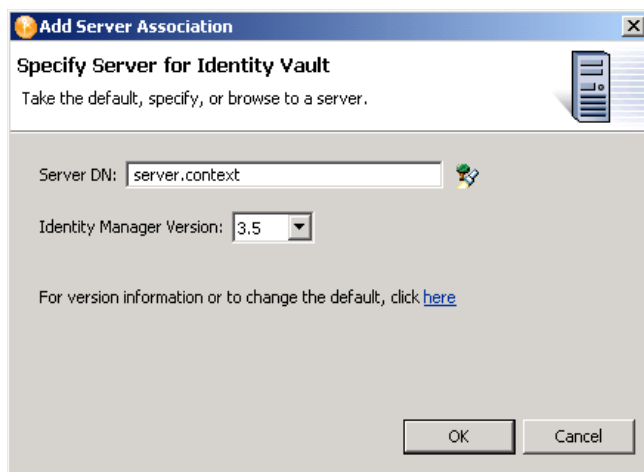 Add Server Association
Specify Server for Identity Vault
Take the default, specify, or browse to a server.
Server DN: server.context
Identity Manager Version: 3.5
For version information or to change the default, click here
OK Cancel